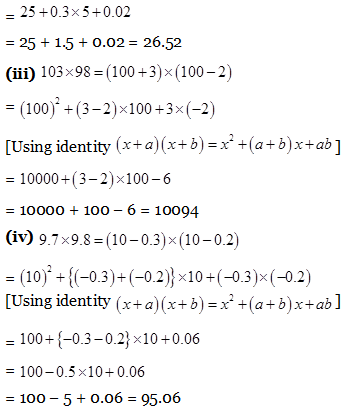 = 25 + 0.3 × 5 + 0.02
= 25 + 1.5 + 0.02 = 26.52
(iii) 103×98 = (100+3)×(100−2)
= (100)² + (3−2)×100 + 3×(−2)
[Using identity (x+a)(x+b) = x² + (a+b)x + ab]
= 10000 + (3−2)×100 − 6
= 10000 + 100 – 6 = 10094
(iv) 9.7×9.8 = (10−0.3)×(10−0.2)
= (10)² + {(−0.3)+(−0.2)}×10 + (−0.3)×(−0.2)
[Using identity (x+a)(x+b) = x² + (a+b)x + ab]
= 100 + {−0.3−0.2}×10 + 0.06
= 100 − 0.5×10 + 0.06
= 100 – 5 + 0.06 = 95.06